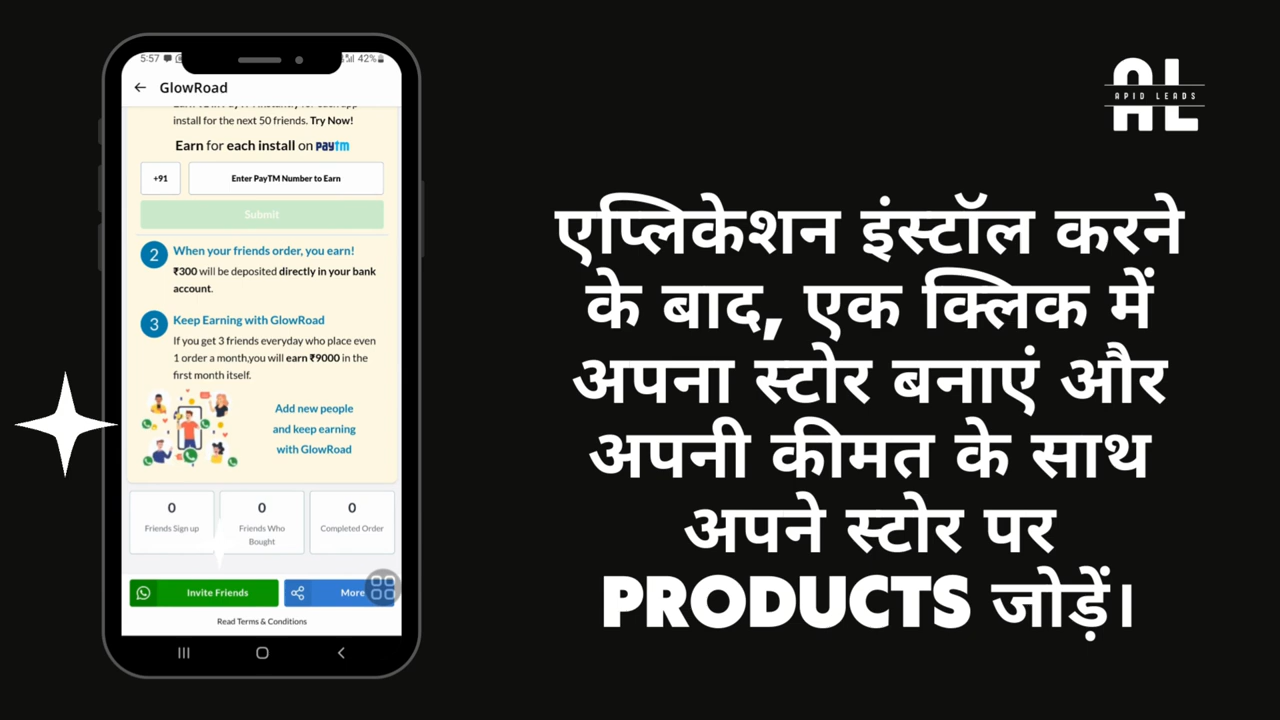 5:57
42%
GlowRoad
install for the next 50 friends. Try Now!
Earn for each install on paytm
+91
Enter PayTM Number to Earn
Submit
2
When your friends order, you earn!
₹300 will be deposited directly in your bank
account.
3
Keep Earning with GlowRoad
If you get 3 friends everyday who place even
1 order a month,you will earn ₹9000 in the
first month itself.
Add new people
and keep earning
with GlowRoad
0
Friends Sign up
0
Friends Who
Bought
0
Completed Order
Invite Friends
More
Read Terms & Conditions
AL
APID LEADS
एप्लिकेशन इंस्टॉल करने
के बाद, एक क्लिक में
अपना स्टोर बनाएं और
अपनी कीमत के साथ
अपने स्टोर पर
PRODUCTS जोड़ें।